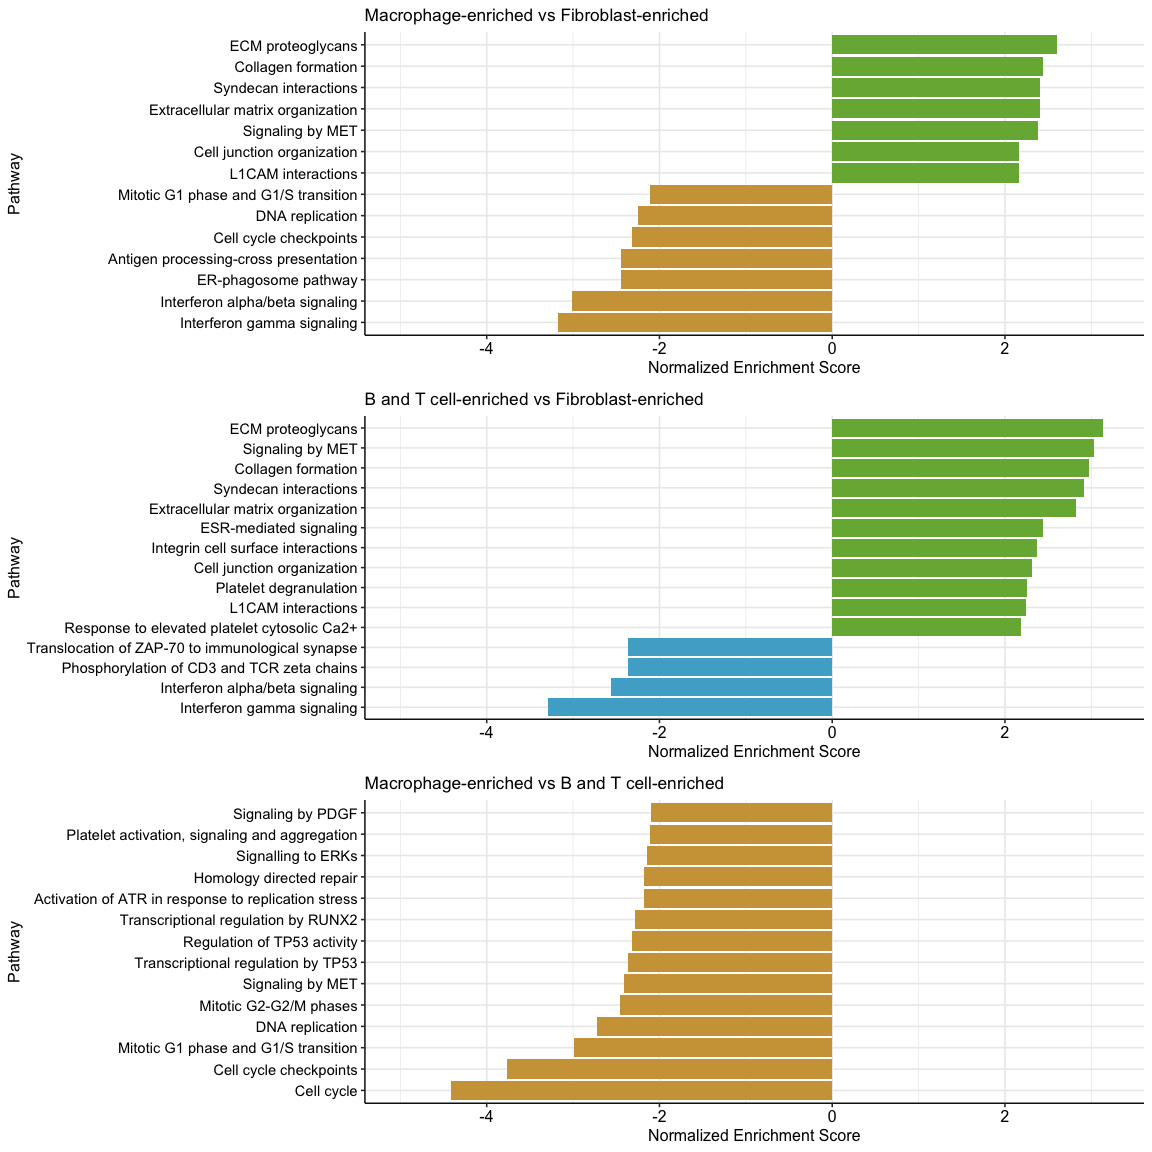 Macrophage-enriched vs Fibroblast-enriched
ECM proteoglycans
Collagen formation
Syndecan interactions
Extracellular matrix organization
Signaling by MET
Cell junction organization
L1CAM interactions
Mitotic G1 phase and G1/S transition
DNA replication
Cell cycle checkpoints
Antigen processing-cross presentation
ER-phagosome pathway
Interferon alpha/beta signaling
Interferon gamma signaling
Pathway
-4 -2 0 2
Normalized Enrichment Score
B and T cell-enriched vs Fibroblast-enriched
ECM proteoglycans
Signaling by MET
Collagen formation
Syndecan interactions
Extracellular matrix organization
ESR-mediated signaling
Integrin cell surface interactions
Cell junction organization
Platelet degranulation
L1CAM interactions
Response to elevated platelet cytosolic Ca2+
Translocation of ZAP-70 to immunological synapse
Phosphorylation of CD3 and TCR zeta chains
Interferon alpha/beta signaling
Interferon gamma signaling
Pathway
-4 -2 0 2
Normalized Enrichment Score
Macrophage-enriched vs B and T cell-enriched
Signaling by PDGF
Platelet activation, signaling and aggregation
Signalling to ERKs
Homology directed repair
Activation of ATR in response to replication stress
Transcriptional regulation by RUNX2
Regulation of TP53 activity
Transcriptional regulation by TP53
Signaling by MET
Mitotic G2-G2/M phases
DNA replication
Mitotic G1 phase and G1/S transition
Cell cycle checkpoints
Cell cycle
Pathway
-4 -2 0 2
Normalized Enrichment Score